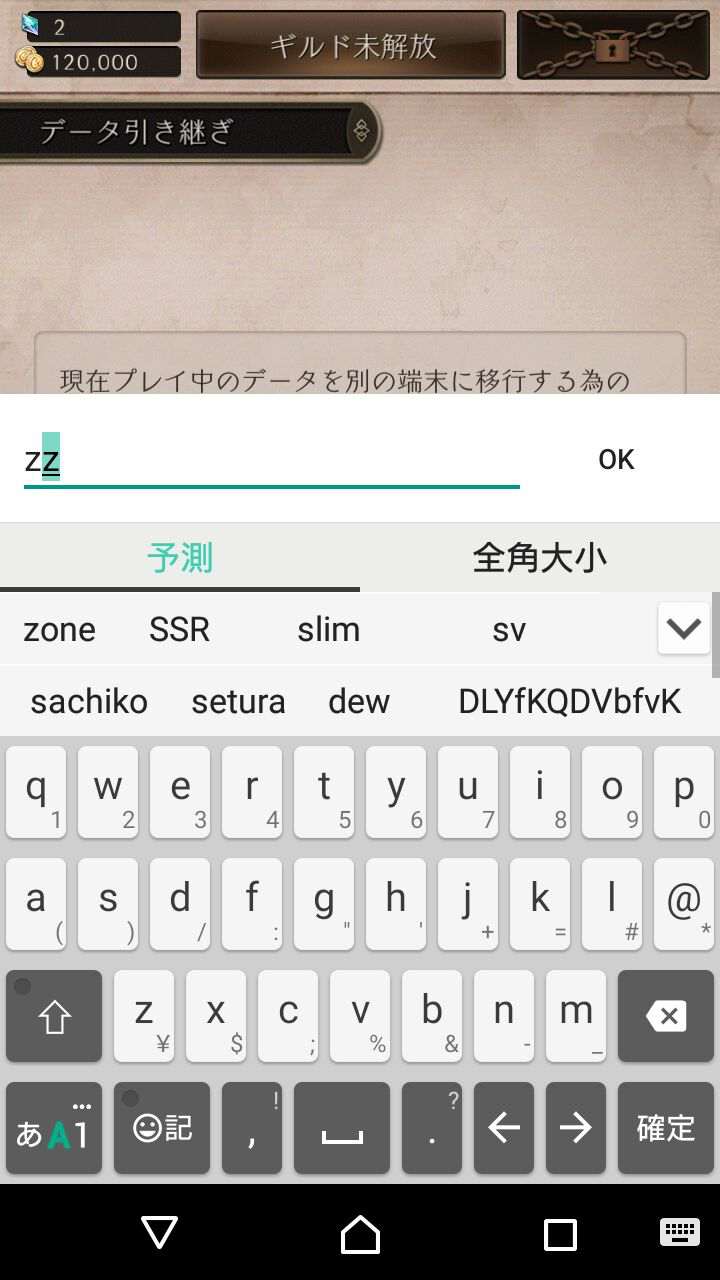 2
120,000
ギルド未解放
データ引き継ぎ
現在プレイ中のデータを別の端末に移行する為の
zz
OK
予測 全角大小
zone SSR slim sv
sachiko setura dew DLYfKQDVbfvK
q 1 w 2 e 3 r 4 t 5 y 6 u 7 i 8 o 9 p 0
a ( s ) d / f : g " h ' j + k = l # @ *
z ¥ x $ c ; v % b & n - m _
あA1 ... 記 , ! . ? ← → 確定